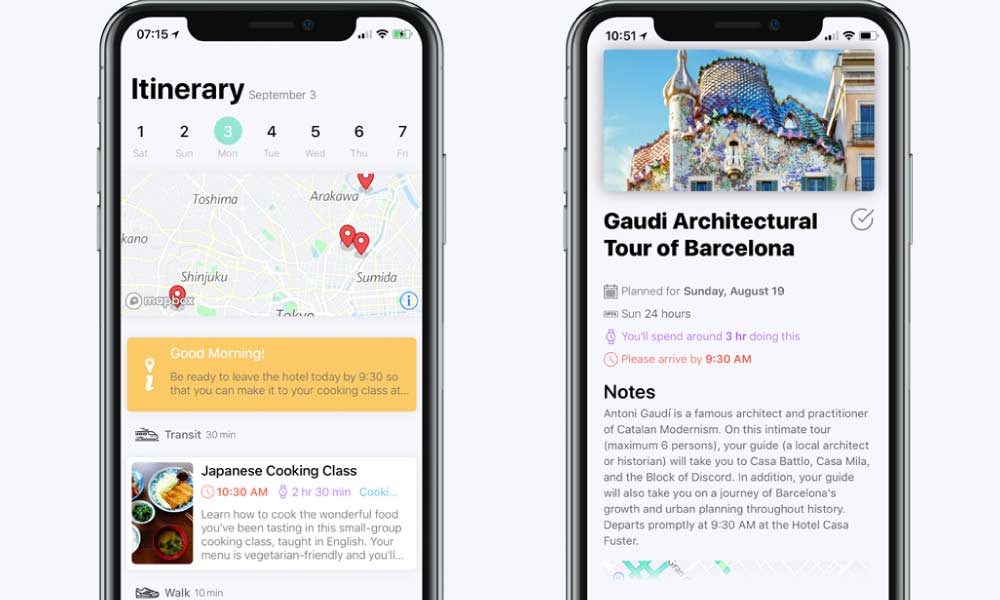 07:15
Itinerary September 3
1 2 3 4 5 6 7
Sat Sun Mon Tue Wed Thu Fri
Toshima
Arakawa
kano
Shinjuku
Sumida
mapbox
Tokyo
Good Morning!
Be ready to leave the hotel today by 9:30 so
that you can make it to your cooking class at...
Transit 30 min
Japanese Cooking Class
10:30 AM 2 hr 30 min Cooki...
Learn how to cook the wonderful food
you've been tasting in this small-group
cooking class, taught in English. Your
menu is vegetarian-friendly and you'll...
Walk 10 min
10:51
Gaudi Architectural
Tour of Barcelona
Planned for Sunday, August 19
OPEN Sun 24 hours
You'll spend around 3 hr doing this
Please arrive by 9:30 AM
Notes
Antoni Gaudí is a famous architect and practitioner
of Catalan Modernism. On this intimate tour
(maximum 6 persons), your guide (a local architect
or historian) will take you to Casa Battlo, Casa Mila,
and the Block of Discord. In addition, your guide
will also take you on a journey of Barcelona's
growth and urban planning throughout history.
Departs promptly at 9:30 AM at the Hotel Casa
Fuster.